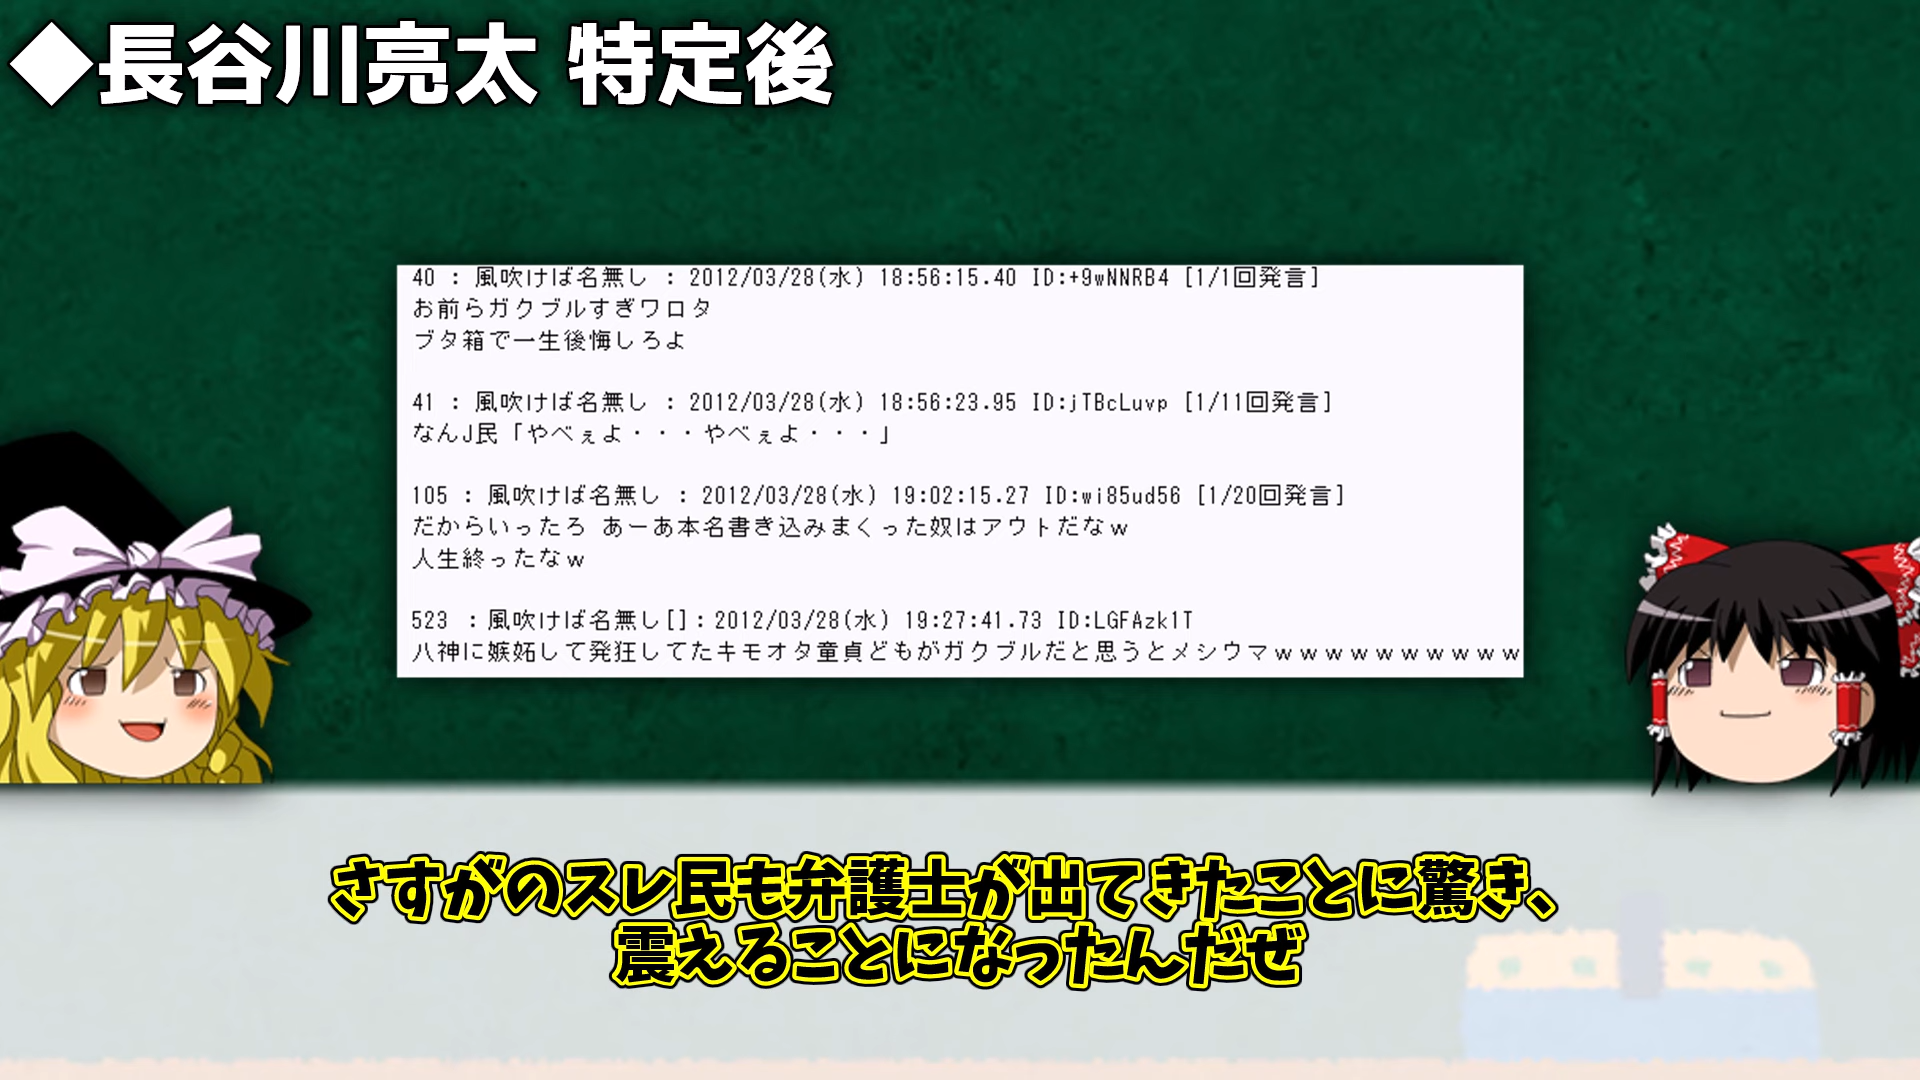 ◆長谷川亮太 特定後
40 : 風吹けば名無し : 2012/03/28(水) 18:56:15.40 ID:+9wNNRB4 [1/1回発言]
お前らガクブルすぎワロタ
ブタ箱で一生後悔しろよ
41 : 風吹けば名無し : 2012/03/28(水) 18:56:23.95 ID:jTBcLuvp [1/11回発言]
なんJ民「やべぇよ・・・やべぇよ・・・」
105 : 風吹けば名無し : 2012/03/28(水) 19:02:15.27 ID:wi85ud56 [1/20回発言]
だからいったろ あーあ本名書き込みまくった奴はアウトだなｗ
人生終ったなｗ
523 :風吹けば名無し[]:2012/03/28(水) 19:27:41.73 ID:LGFAzk1T
八神に嫉妬して発狂してたキモオタ童貞どもがガクブルだと思うとメシウマｗｗｗｗｗｗｗｗｗｗ
さすがのスレ民も弁護士が出てきたことに驚き、
震えることになったんだぜ